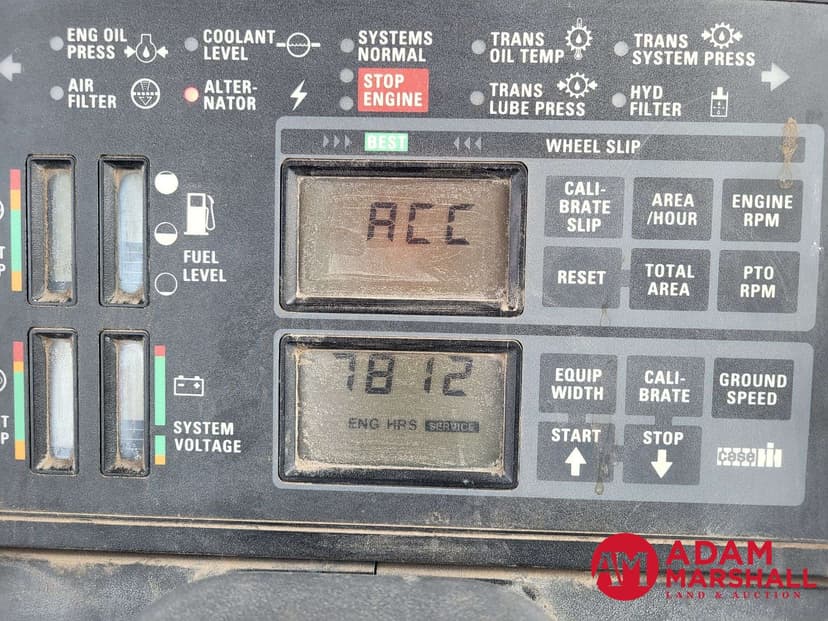 ENG OIL
PRESS
COOLANT
LEVEL
SYSTEMS
NORMAL
TRANS
OIL TEMP
TRANS
SYSTEM PRESS
AIR
FILTER
ALTER-
NATOR
STOP
ENGINE
TRANS
LUBE PRESS
HYD
FILTER
BEST
WHEEL SLIP
ACC
CALI-
BRATE
SLIP
AREA
/HOUR
ENGINE
RPM
RESET
TOTAL
AREA
PTO
RPM
FUEL
LEVEL
7812
ENG HRS SERVICE
EQUIP
WIDTH
CALI-
BRATE
GROUND
SPEED
START
STOP
case IH
SYSTEM
VOLTAGE
AM
ADAM
MARSHALL
LAND & AUCTION